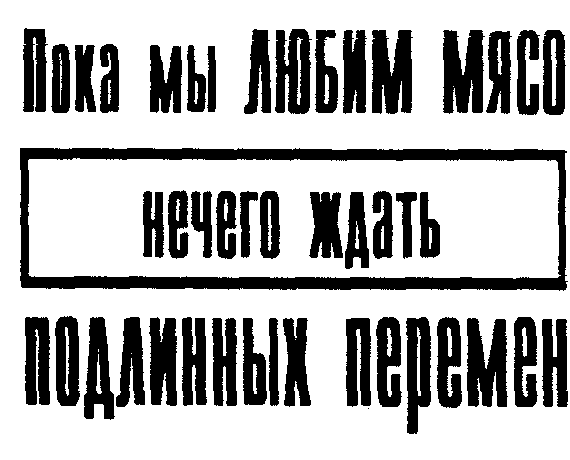 Пока мы ЛЮБИМ МЯСО
нечего ждать
подлинных перемен